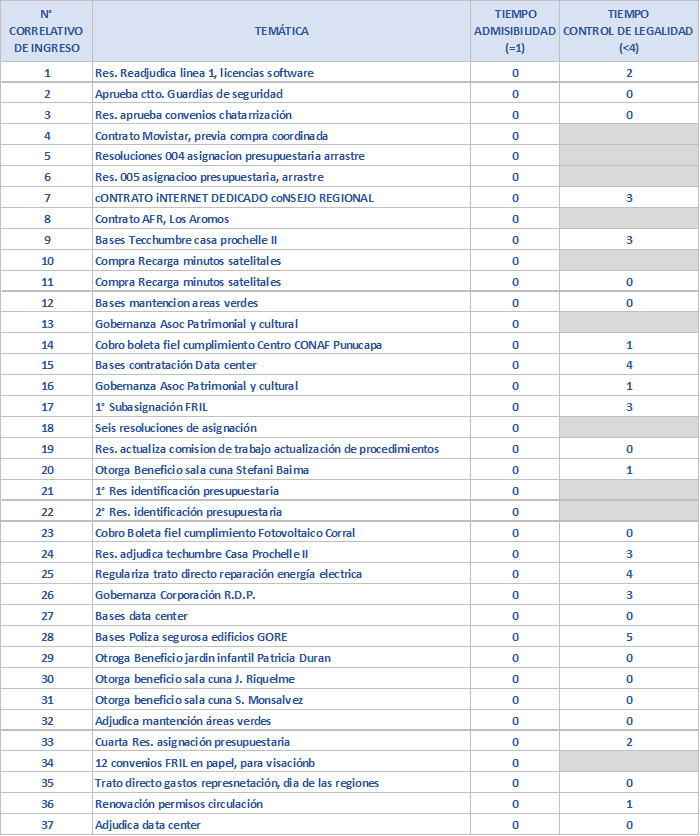 N° CORRELATIVO DE INGRESO | TEMÁTICA | TIEMPO ADMISIBILIDAD (=1) | TIEMPO CONTROL DE LEGALIDAD (<4)
1 Res. Readjudica linea 1, licencias software 0 2
2 Aprueba ctto. Guardias de seguridad 0 0
3 Res. aprueba convenios chatarrización 0 0
4 Contrato Movistar, previa compra coordinada 0
5 Resoluciones 004 asignacion presupuestaria arrastre 0
6 Res. 005 asignacioo presupuestaria, arrastre 0
7 cONTRATO iNTERNET DEDICADO coNSEJO REGIONAL 0 3
8 Contrato AFR, Los Aromos 0
9 Bases Tecchumbre casa prochelle II 0 3
10 Compra Recarga minutos satelitales 0
11 Compra Recarga minutos satelitales 0 0
12 Bases mantencion areas verdes 0 0
13 Gobernanza Asoc Patrimonial y cultural 0
14 Cobro boleta fiel cumplimiento Centro CONAF Punucapa 0 1
15 Bases contratación Data center 0 4
16 Gobernanza Asoc Patrimonial y cultural 0 1
17 1° Subasignación FRIL 0 3
18 Seis resoluciones de asignación 0
19 Res. actualiza comision de trabajo actualización de procedimientos 0 0
20 Otorga Beneficio sala cuna Stefani Baima 0 1
21 1° Res identificación presupuestaria 0
22 2° Res. identificación presupuestaria 0
23 Cobro Boleta fiel cumplimiento Fotovoltaico Corral 0 0
24 Res. adjudica techumbre Casa Prochelle II 0 3
25 Regulariza trato directo reparación energía electrica 0 4
26 Gobernanza Corporación R.D.P. 0 3
27 Bases data center 0 0
28 Bases Poliza segurosa edificios GORE 0 5
29 Otroga Beneficio jardin infantil Patricia Duran 0 0
30 Otorga beneficio sala cuna J. Riquelme 0 0
31 Otorga beneficio sala cuna S. Monsalvez 0 0
32 Adjudica mantención áreas verdes 0 0
33 Cuarta Res. asignación presupuestaria 0 2
34 12 convenios FRIL en papel, para visaciónb 0
35 Trato directo gastos represnetación, dia de las regiones 0 0
36 Renovación permisos circulación 0 1
37 Adjudica data center 0 0